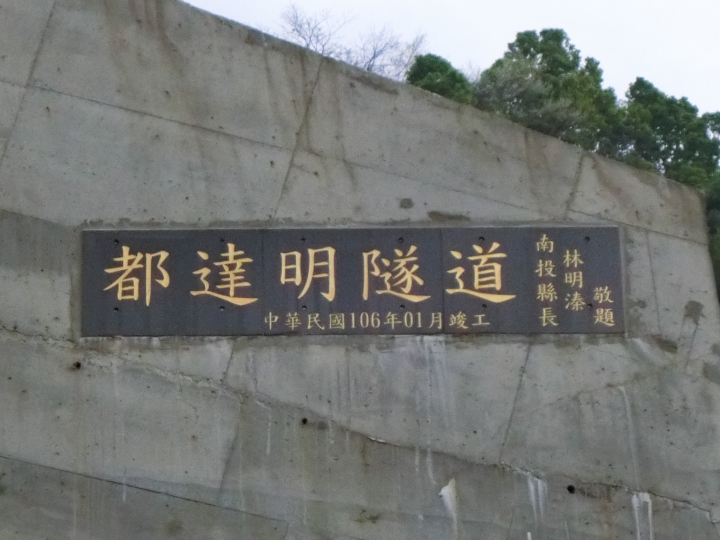 都達明隧道
中華民國106年01月竣工
南投縣長
林明溱
敬題